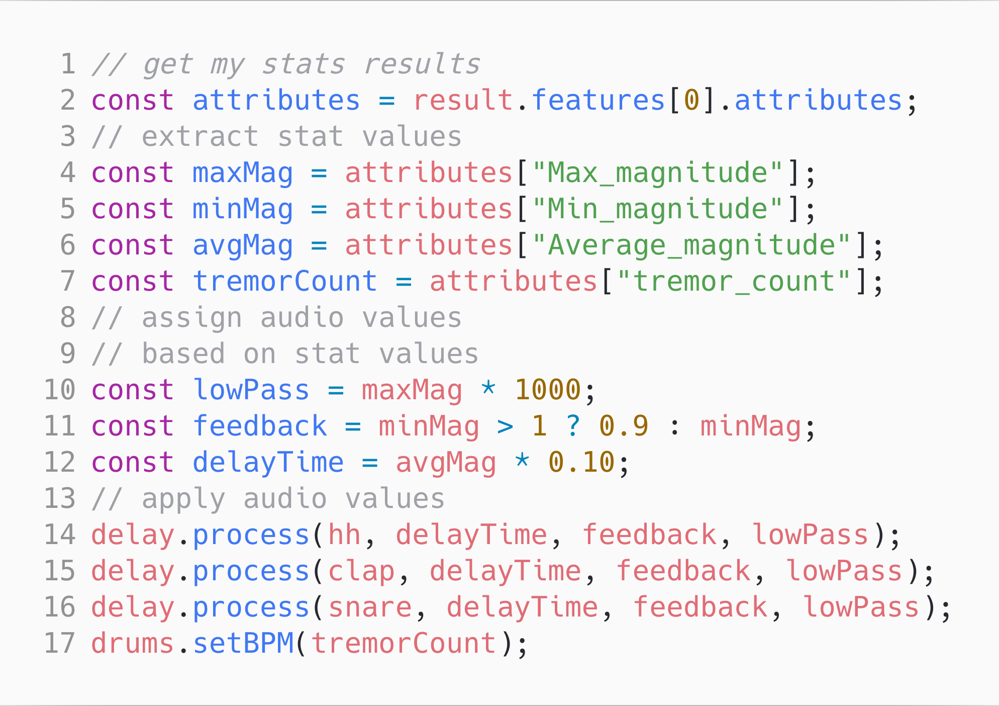 1 // get my stats results
2 const attributes = result.features[0].attributes;
3 // extract stat values
4 const maxMag = attributes["Max_magnitude"];
5 const minMag = attributes["Min_magnitude"];
6 const avgMag = attributes["Average_magnitude"];
7 const tremorCount = attributes["tremor_count"];
8 // assign audio values
9 // based on stat values
10 const lowPass = maxMag * 1000;
11 const feedback = minMag > 1 ? 0.9 : minMag;
12 const delayTime = avgMag * 0.10;
13 // apply audio values
14 delay.process(hh, delayTime, feedback, lowPass);
15 delay.process(clap, delayTime, feedback, lowPass);
16 delay.process(snare, delayTime, feedback, lowPass);
17 drums.setBPM(tremorCount);